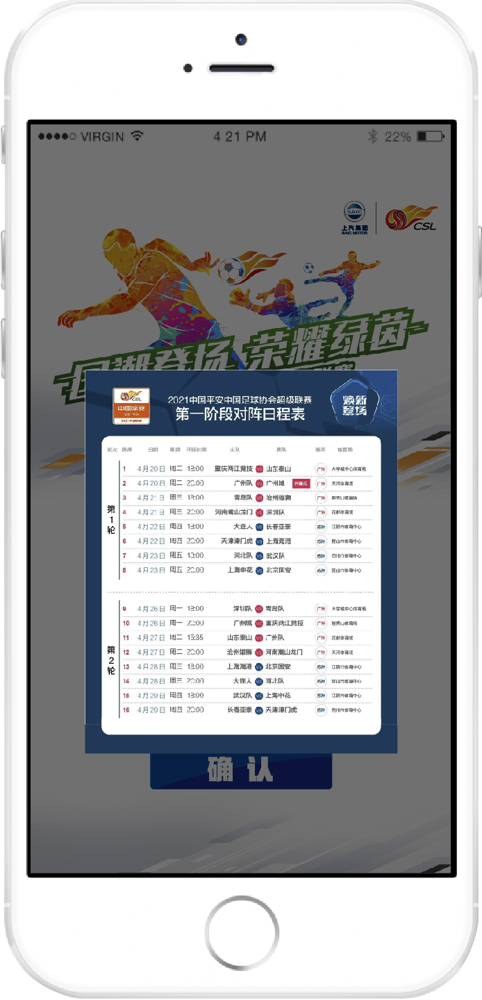 VIRGIN 4 21 PM 22%
SAIC
上汽集团
SAIC MOTOR
CSL
荣耀绿茵
CSL
中国平安
2021中国平安中国足球协会超级联赛
第一阶段对阵日程表
焕新
登场
轮次 场序 日期 星期 开球时间 主队 客队 赛区 体育场
第1轮
1 4月20日 周二 18:00 重庆两江竞技 VS 山东泰山 广州 大学城中心体育场
2 4月20日 周二 20:00 广州队 VS 广州城 开幕式 广州 天河体育场
3 4月21日 周三 18:00 青岛队 VS 沧州雄狮 广州 越秀山体育场
4 4月21日 周三 20:00 河南嵩山龙门 VS 深圳队 广州 花都体育场
5 4月22日 周四 18:00 大连人 VS 长春亚泰 苏州 江阴市体育中心
6 4月22日 周四 20:00 天津津门虎 VS 上海海港 苏州 昆山市体育中心
7 4月23日 周五 18:00 河北队 VS 武汉队 苏州 苏州市体育中心
8 4月23日 周五 20:00 上海申花 VS 北京国安 苏州 昆山市体育中心
第2轮
9 4月26日 周一 18:00 深圳队 VS 青岛队 广州 大学城中心体育场
10 4月26日 周一 20:00 广州城 VS 重庆两江竞技 广州 越秀山体育场
11 4月27日 周二 15:35 山东泰山 VS 广州队 广州 花都体育场
12 4月27日 周二 20:00 沧州雄狮 VS 河南嵩山龙门 广州 天河体育场
13 4月28日 周三 18:00 上海海港 VS 北京国安 苏州 江阴市体育中心
14 4月28日 周三 20:00 大连人 VS 河北队 苏州 昆山市体育中心
15 4月29日 周四 18:00 武汉队 VS 上海申花 苏州 江阴市体育中心
16 4月29日 周四 20:00 长春亚泰 VS 天津津门虎 苏州 苏州市体育中心
确认